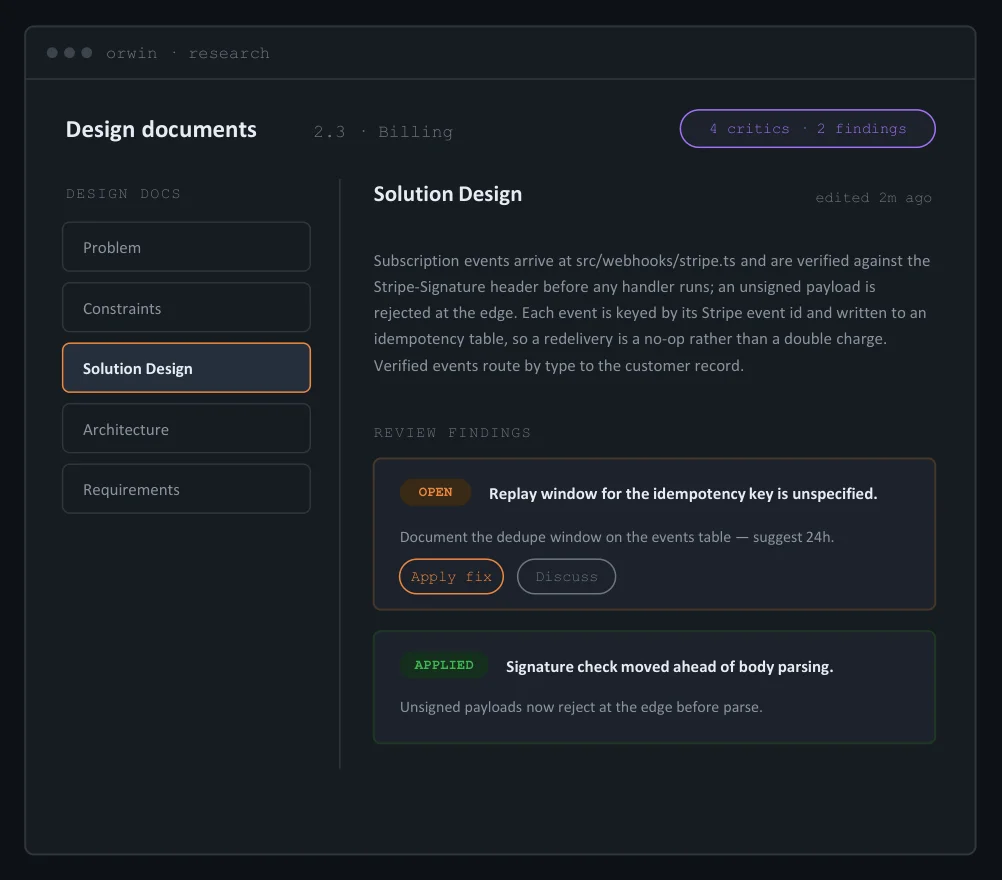 orwin · research
Design documents
2.3 · Billing
4 critics · 2 findings
DESIGN DOCS
Problem
Constraints
Solution Design
Architecture
Requirements
Solution Design
edited 2m ago
Subscription events arrive at src/webhooks/stripe.ts and are verified against the
Stripe-Signature header before any handler runs; an unsigned payload is
rejected at the edge. Each event is keyed by its Stripe event id and written to an
idempotency table, so a redelivery is a no-op rather than a double charge.
Verified events route by type to the customer record.
REVIEW FINDINGS
OPEN
Replay window for the idempotency key is unspecified.
Document the dedupe window on the events table — suggest 24h.
Apply fix
Discuss
APPLIED
Signature check moved ahead of body parsing.
Unsigned payloads now reject at the edge before parse.